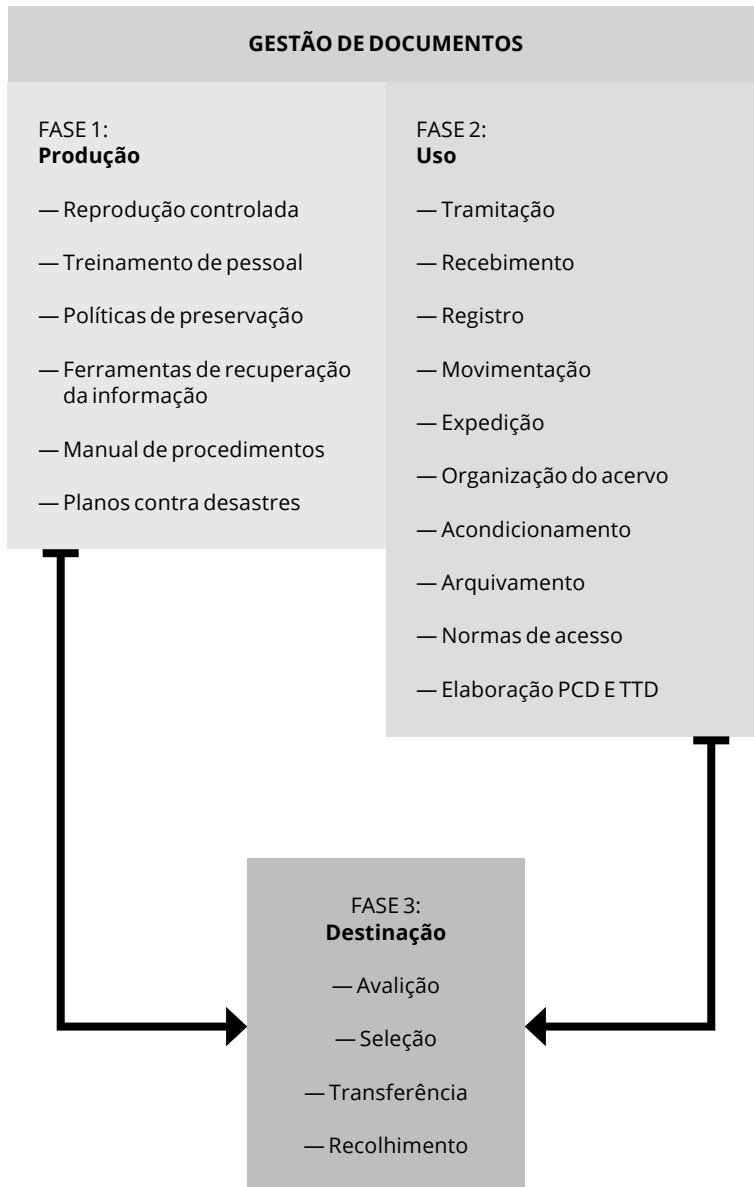 GESTÃO DE DOCUMENTOS
FASE 1:
Produção
— Reprodução controlada
— Treinamento de pessoal
— Políticas de preservação
— Ferramentas de recuperação
da informação
— Manual de procedimentos
— Planos contra desastres
FASE 2:
Uso
— Tramitação
— Recebimento
— Registro
— Movimentação
— Expedição
— Organização do acervo
— Acondicionamento
— Arquivamento
— Normas de acesso
— Elaboração PCD E TTD
FASE 3:
Destinação
— Avalição
— Seleção
— Transferência
— Recolhimento